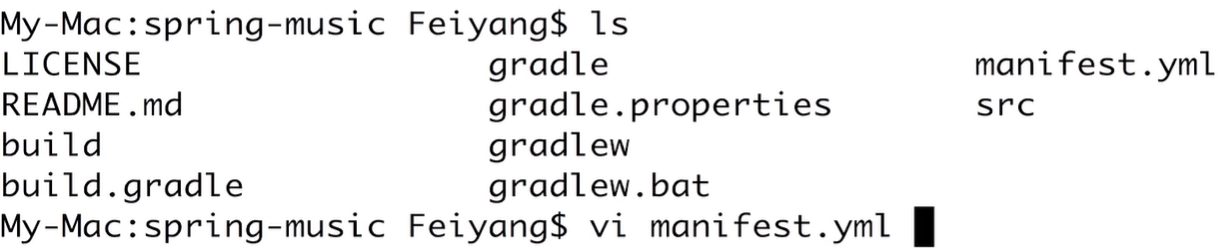 My-Mac:spring-music Feiyang$ ls
LICENSE gradle manifest.yml
README.md gradle.properties src
build gradlew
build.gradle gradlew.bat
My-Mac:spring-music Feiyang$ vi manifest.yml